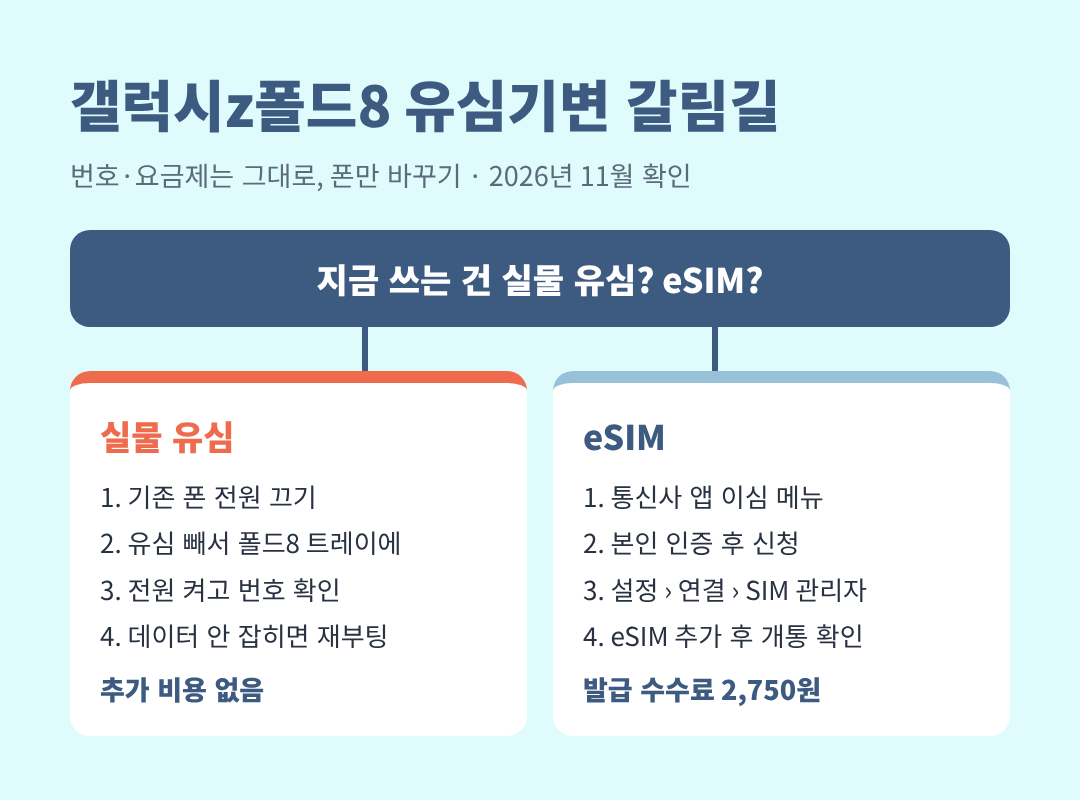 갤럭시z폴드8 유심기변 갈림길
번호·요금제는 그대로, 폰만 바꾸기 · 2026년 11월 확인
지금 쓰는 건 실물 유심? eSIM?
실물 유심
1. 기존 폰 전원 끄기
2. 유심 빼서 폴드8 트레이에
3. 전원 켜고 번호 확인
4. 데이터 안 잡히면 재부팅
추가 비용 없음
eSIM
1. 통신사 앱 이심 메뉴
2. 본인 인증 후 신청
3. 설정 › 연결 › SIM 관리자
4. eSIM 추가 후 개통 확인
발급 수수료 2,750원